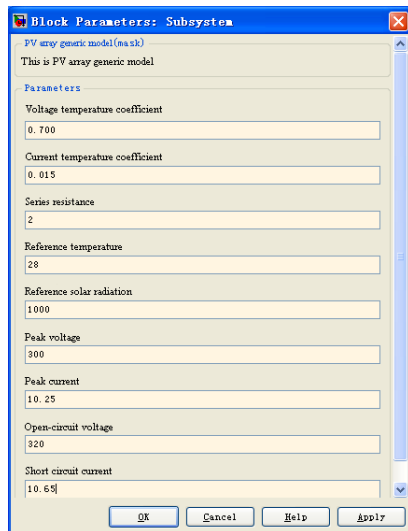 Block Parameters: Subsystem
PV array generic model(mask)
This is PV array generic model
Parameters
Voltage temperature coefficient
0.700
Current temperature coefficient
0.015
Series resistance
2
Reference temperature
28
Reference solar radiation
1000
Peak voltage
300
Peak current
10.25
Open-circuit voltage
320
Short circuit current
10.65
OK Cancel Help Apply